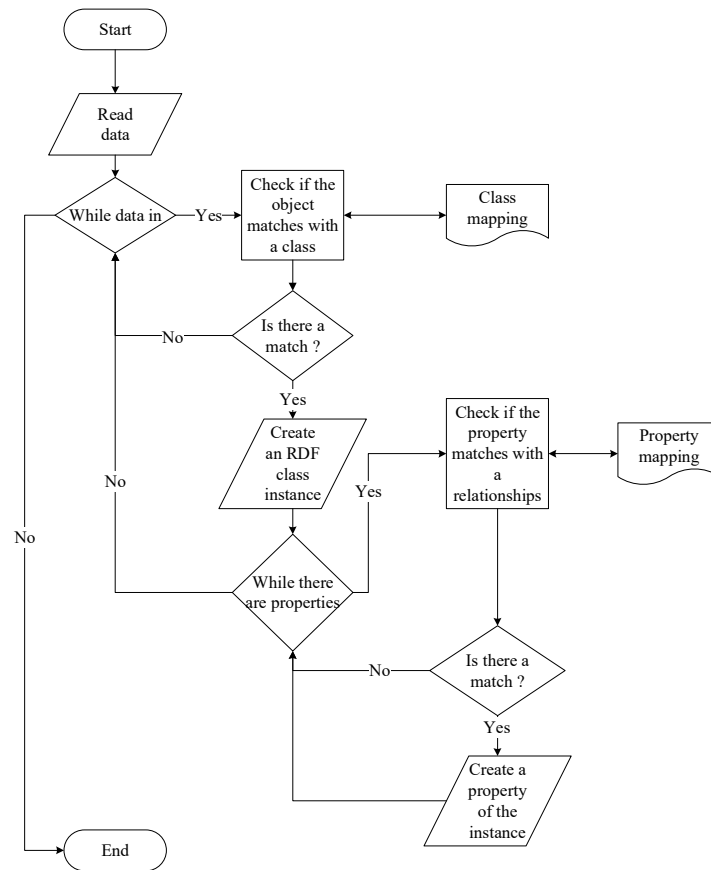 Start
Read
data
While data in
Yes
Check if the
object
matches with
a class
Class
mapping
Is there a
match ?
No
Yes
Create
an RDF
class
instance
Check if the
property
matches with
a
relationships
Property
mapping
No
Yes
No
While there
are properties
Is there a
match ?
No
Yes
Create a
property
of the
instance
End